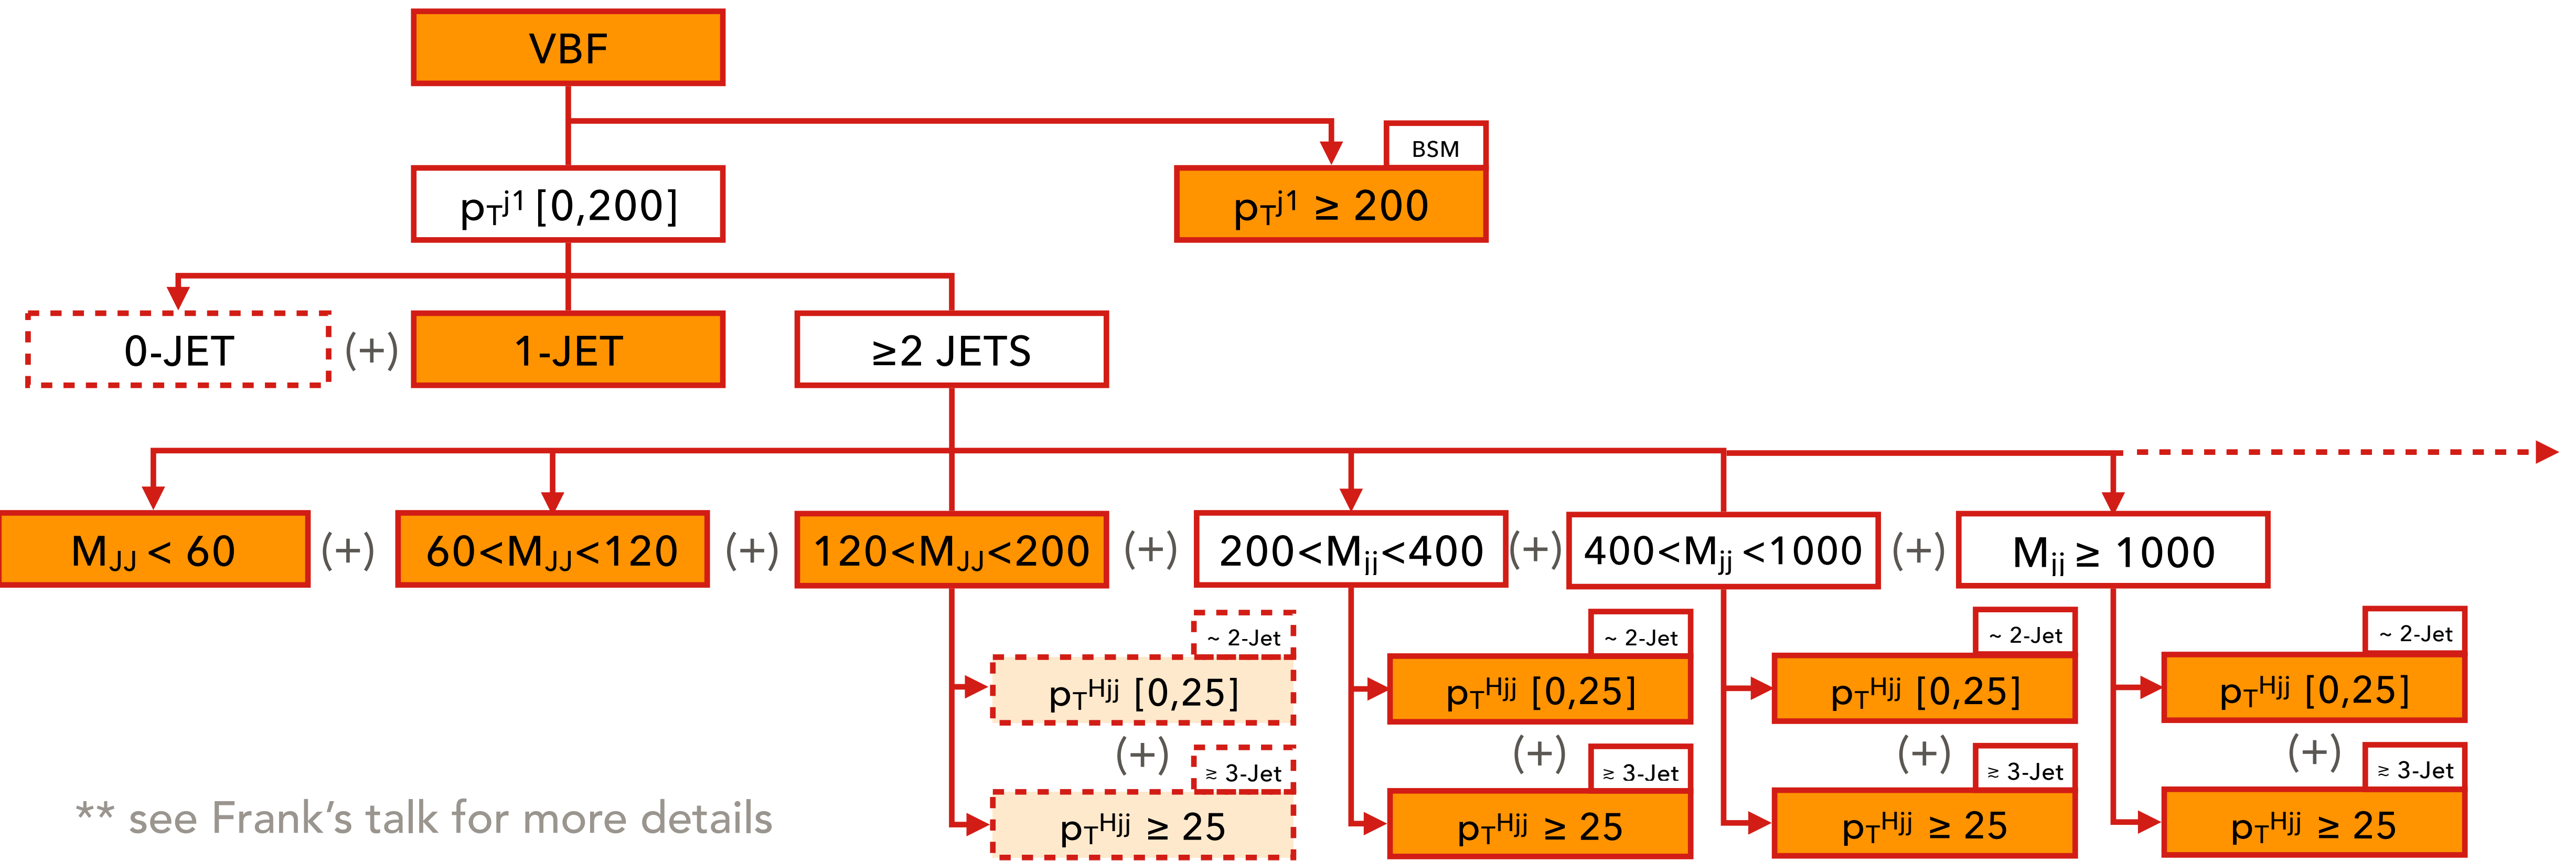 VBF
BSM
pTj1 [0,200]
pTj1 ≥ 200
0-JET (+) 1-JET ≥2 JETS
MJJ < 60 (+) 60<MJJ<120 (+) 120<MJJ<200 (+) 200<Mjj<400 (+) 400<Mjj<1000 (+) Mjj ≥ 1000
~ 2-Jet ~ 2-Jet ~ 2-Jet ~ 2-Jet
pTHjj [0,25] pTHjj [0,25] pTHjj [0,25] pTHjj [0,25]
(+) (+) (+) (+)
≳ 3-Jet ≳ 3-Jet ≳ 3-Jet ≳ 3-Jet
pTHjj ≥ 25 pTHjj ≥ 25 pTHjj ≥ 25 pTHjj ≥ 25
** see Frank's talk for more details